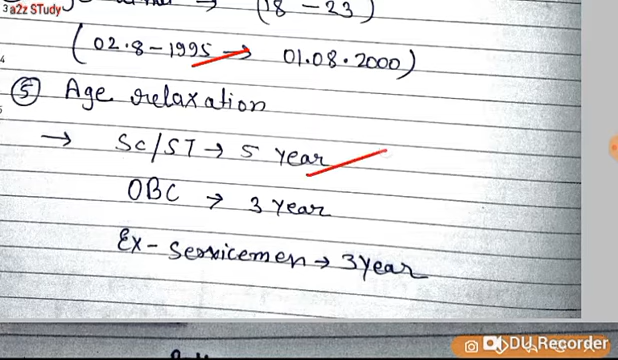 (18 - 23)
a2z STudy
(02.8-1995 → 01.08.2000)
⑤ Age relaxation
→ SC/ST → 5 year
OBC → 3 year
Ex- Servicemen → 3 year
DU Recorder